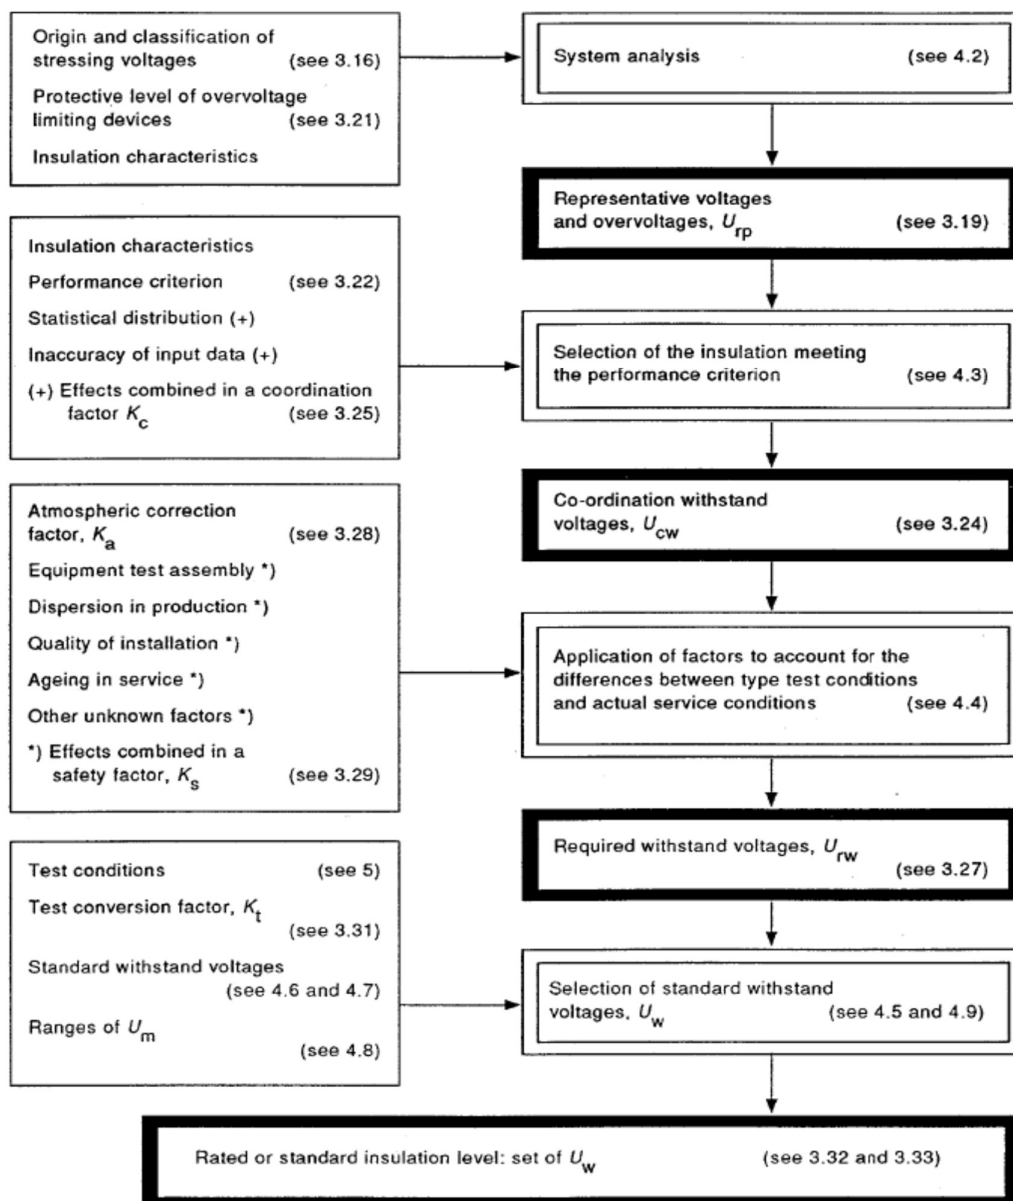 Origin and classification of
stressing voltages (see 3.16)
Protective level of overvoltage
limiting devices (see 3.21)
Insulation characteristics
System analysis (see 4.2)
Representative voltages
and overvoltages, Urp (see 3.19)
Insulation characteristics
Performance criterion (see 3.22)
Statistical distribution (+)
Inaccuracy of input data (+)
(+) Effects combined in a coordination
factor Kc (see 3.25)
Selection of the insulation meeting
the performance criterion (see 4.3)
Co-ordination withstand
voltages, Ucw (see 3.24)
Atmospheric correction
factor, Ka (see 3.28)
Equipment test assembly *)
Dispersion in production *)
Quality of installation *)
Ageing in service *)
Other unknown factors *)
*) Effects combined in a
safety factor, Ks (see 3.29)
Application of factors to account for the
differences between type test conditions
and actual service conditions (see 4.4)
Required withstand voltages, Urw
(see 3.27)
Test conditions (see 5)
Test conversion factor, Kt
(see 3.31)
Standard withstand voltages
(see 4.6 and 4.7)
Ranges of Um
(see 4.8)
Selection of standard withstand
voltages, Uw (see 4.5 and 4.9)
Rated or standard insulation level: set of Uw (see 3.32 and 3.33)